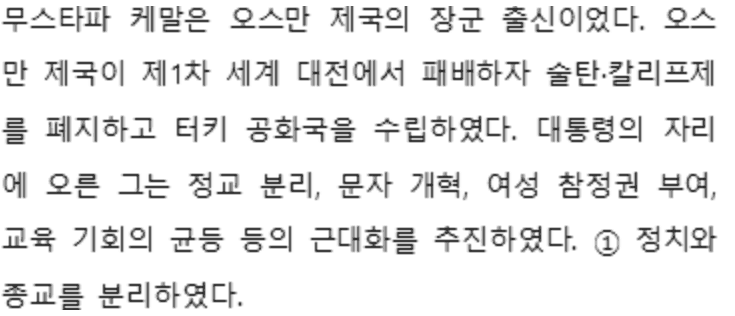 무스타파 케말은 오스만 제국의 장군 출신이었다. 오스
만 제국이 제1차 세계 대전에서 패배하자 술탄·칼리프제
를 폐지하고 터키 공화국을 수립하였다. 대통령의 자리
에 오른 그는 정교 분리, 문자 개혁, 여성 참정권 부여,
교육 기회의 균등 등의 근대화를 추진하였다. ① 정치와
종교를 분리하였다.